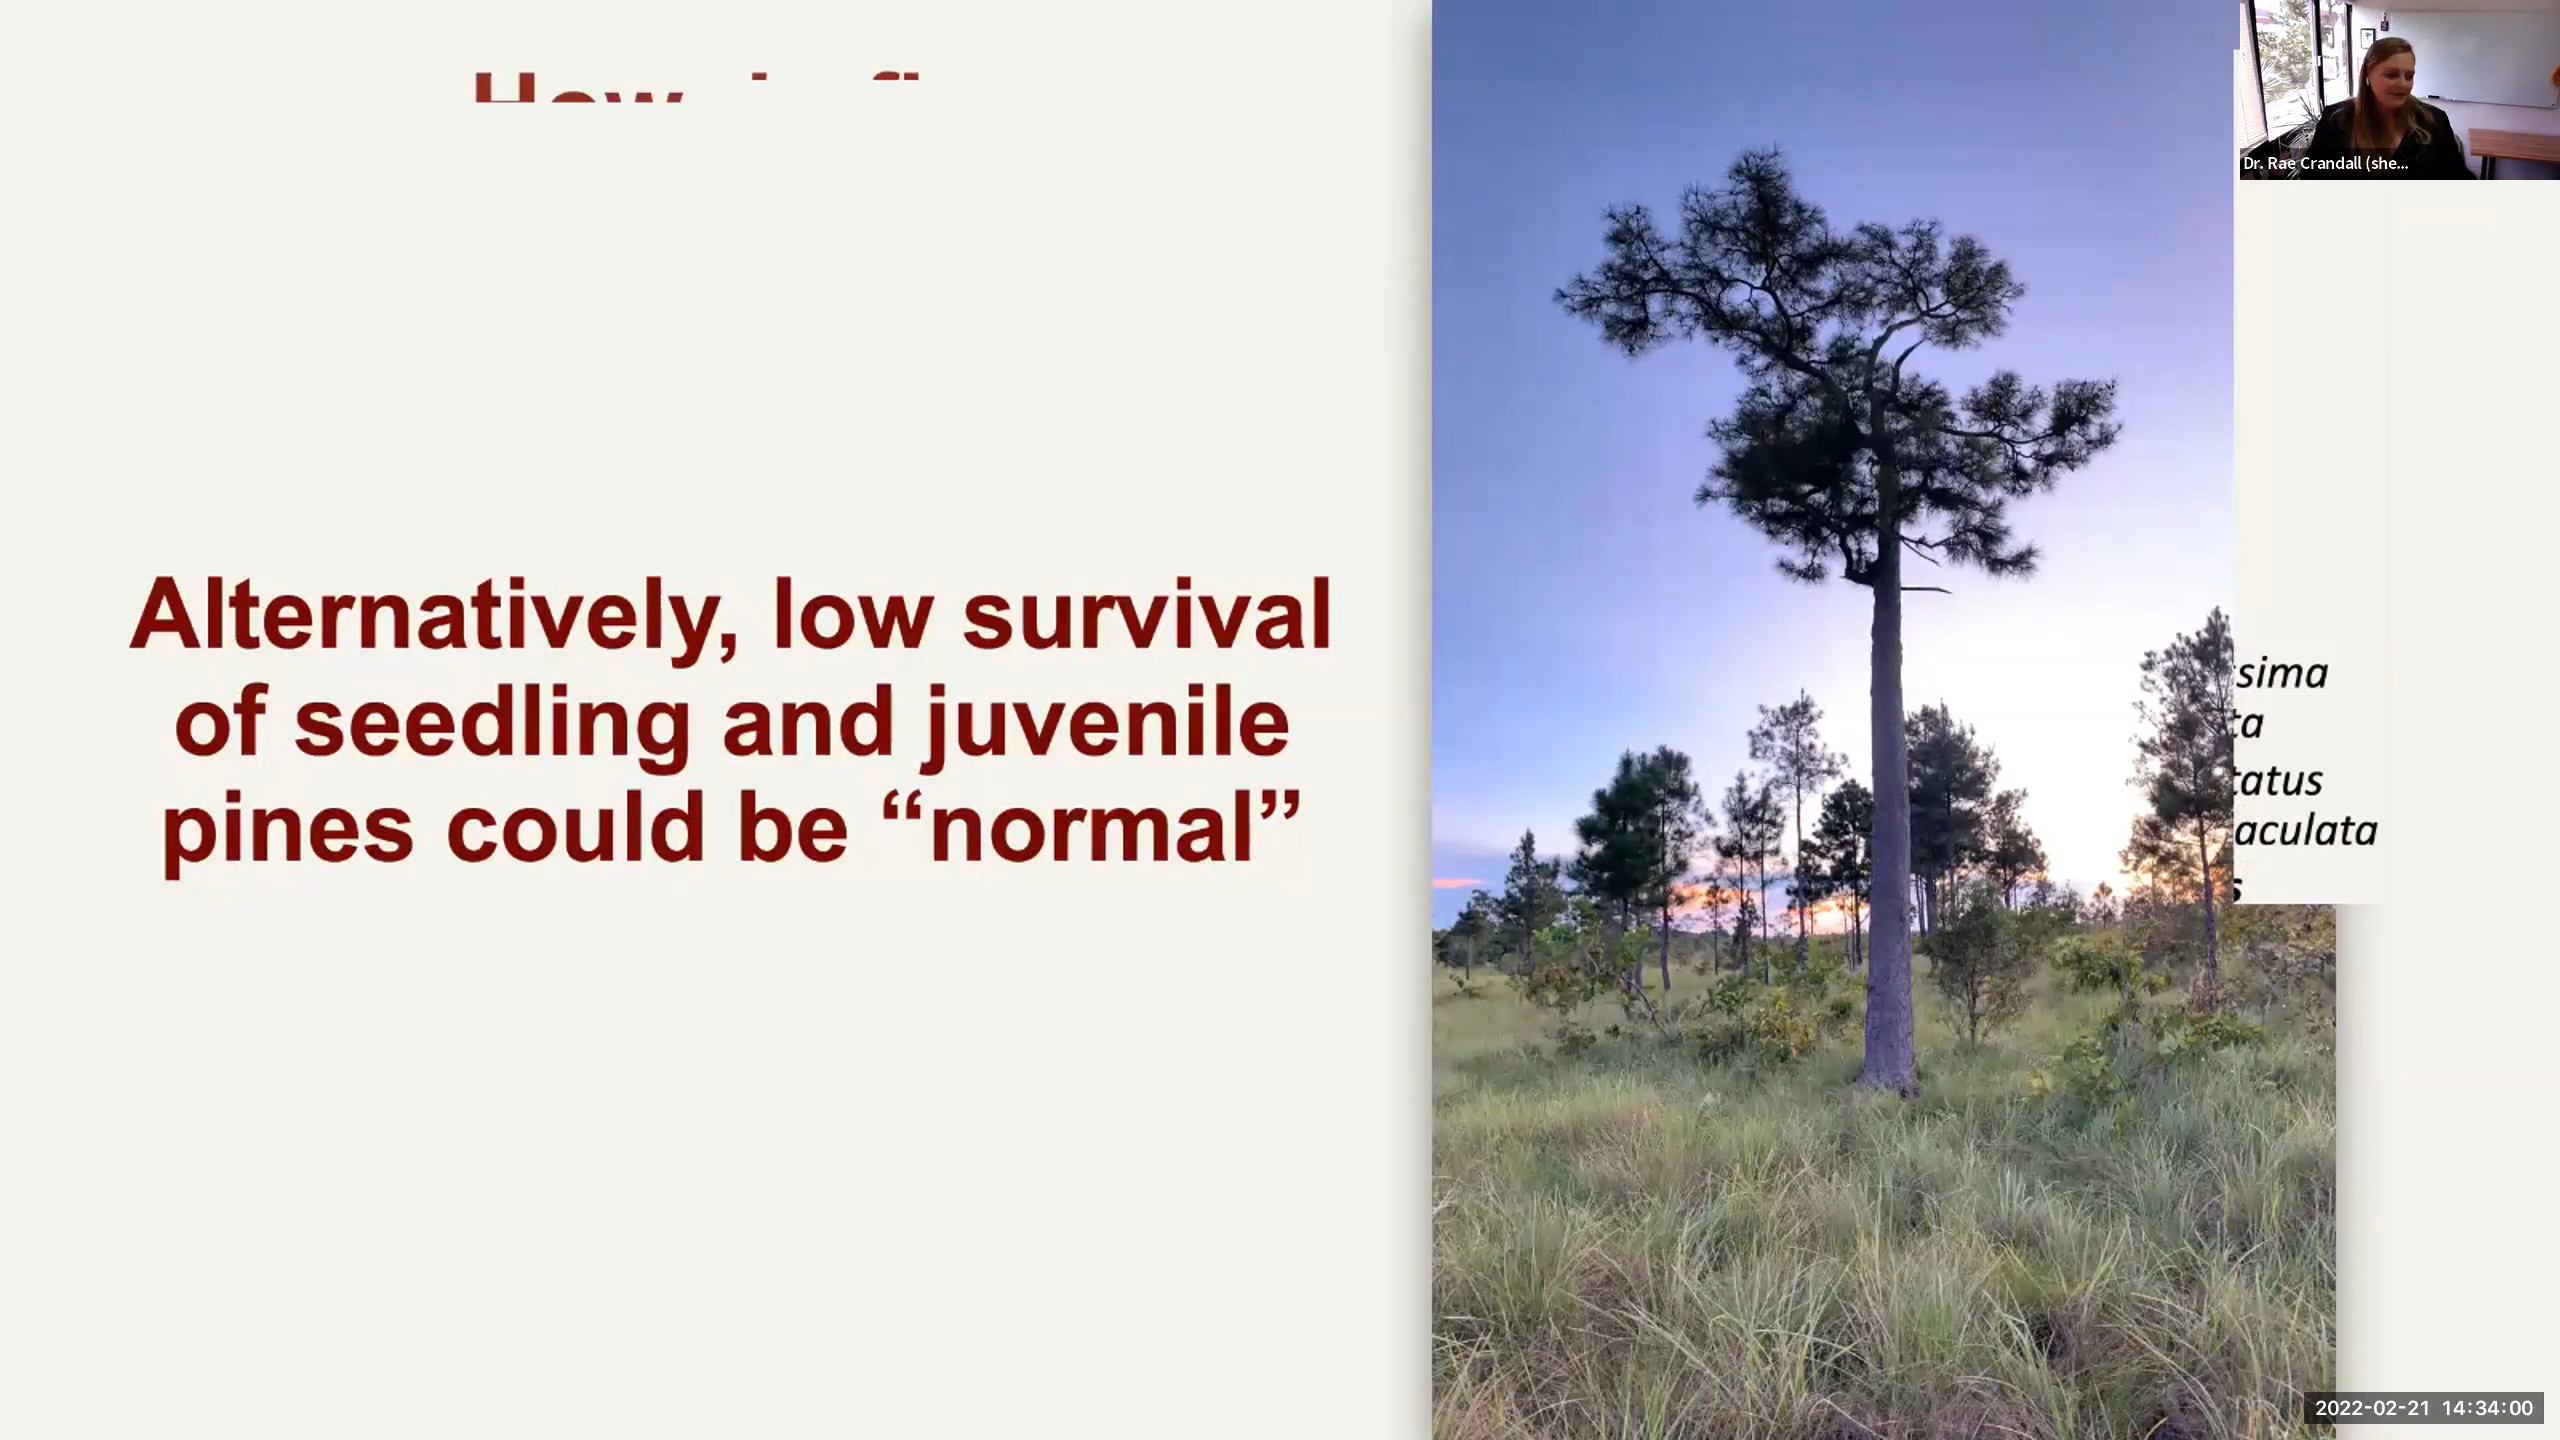 Dr. Rae Crandall (she...
Alternatively, low survival
of seedling and juvenile
pines could be “normal”
2022-02-21 14:34:00